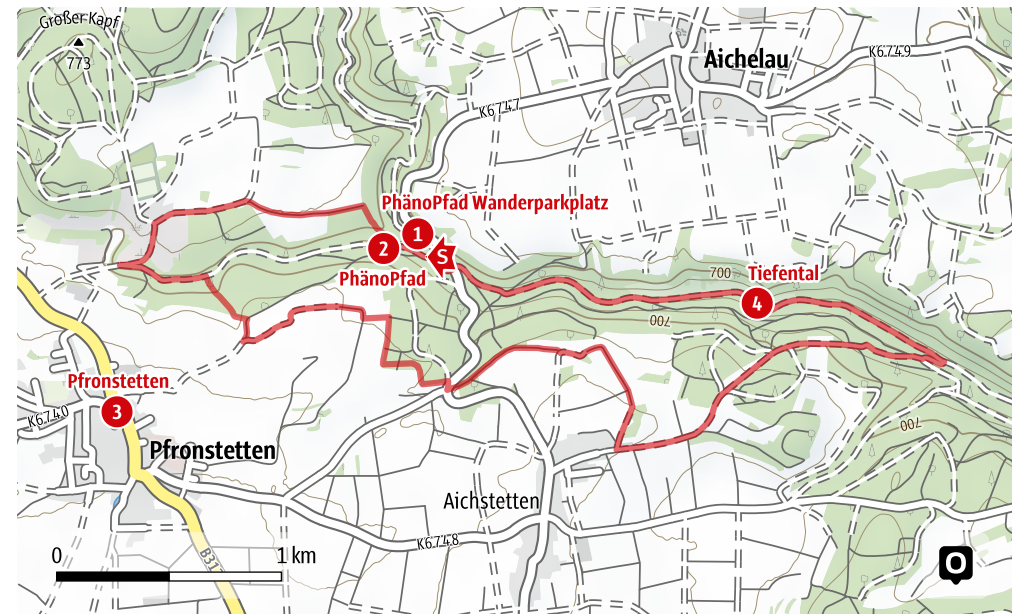 Großer Kapf
773
Aichelau
K6749
K6747
PhänoPfad Wanderparkplatz
1
2
S
PhänoPfad
700
Tiefental
4
700
Pfronstetten
3
K6740
Pfronstetten
700
Aichstetten
K6748
0
1 km
O